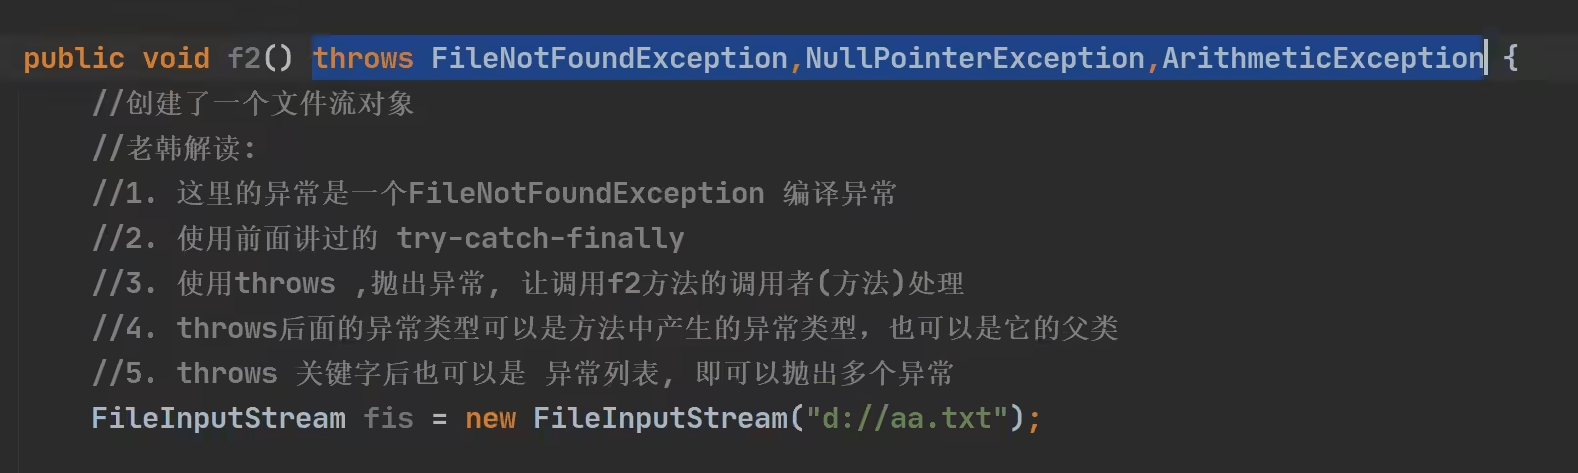 public void f2() throws FileNotFoundException,NullPointerException,ArithmeticException {
//创建了一个文件流对象
//老韩解读:
//1. 这里的异常是一个FileNotFoundException 编译异常
//2. 使用前面讲过的 try-catch-finally
//3. 使用throws ,抛出异常, 让调用f2方法的调用者(方法)处理
//4. throws后面的异常类型可以是方法中产生的异常类型，也可以是它的父类
//5. throws 关键字后也可以是 异常列表, 即可以抛出多个异常
FileInputStream fis = new FileInputStream("d://aa.txt");